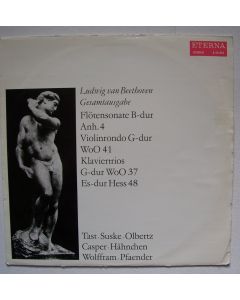 ETERNA
Ludwig van Beethoven
Gesamtausgabe
Flötensonate B-dur
Anh. 4
Violinrondo G-dur
WoO 41
Klaviertrios
G-dur WoO 37
Es-dur Hess 48
Tast · Suske · Olbertz
Casper · Hähnchen
Wolffram · Pfaender